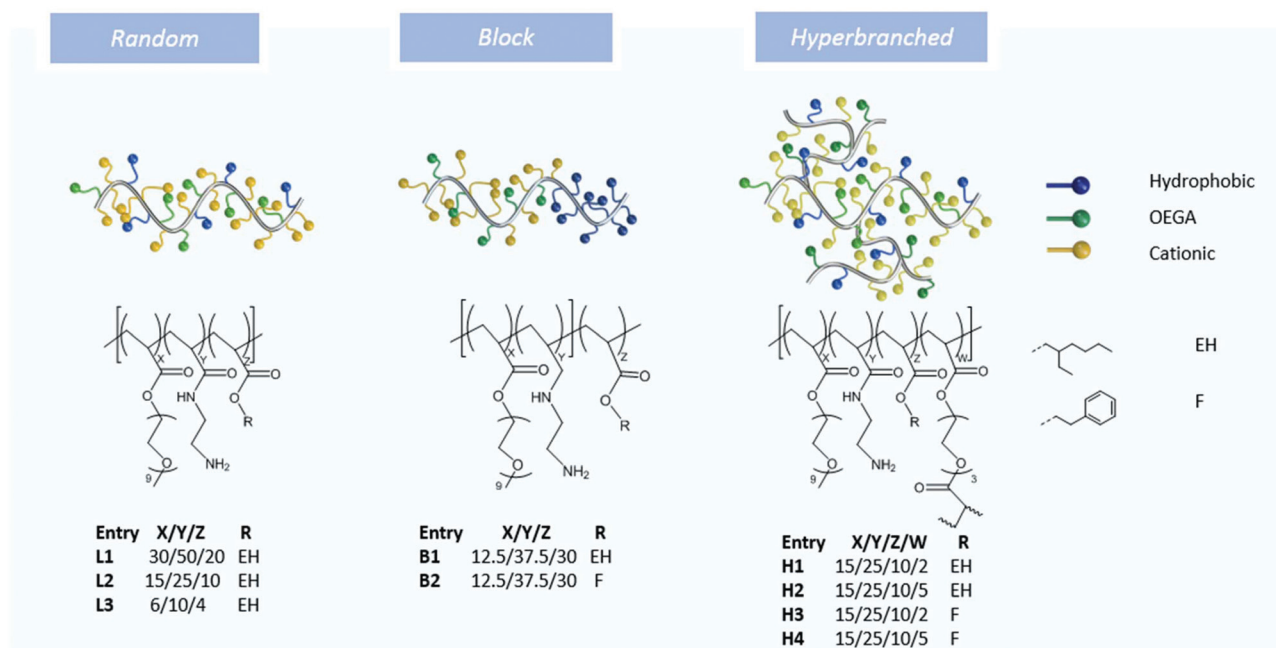 Random
Block
Hyperbranched
Hydrophobic
OEGA
Cationic
X
Y
Z
O
O
O
O
HN
O
R
O
9
NH2
X
Y
Z
O
O
O
HN
O
R
O
9
NH2
X
Y
Z
W
O
O
O
O
O
HN
O
O
R
O
9
NH2
O
3
O
EH
F
Entry X/Y/Z R
L1 30/50/20 EH
L2 15/25/10 EH
L3 6/10/4 EH
Entry X/Y/Z R
B1 12.5/37.5/30 EH
B2 12.5/37.5/30 F
Entry X/Y/Z/W R
H1 15/25/10/2 EH
H2 15/25/10/5 EH
H3 15/25/10/2 F
H4 15/25/10/5 F